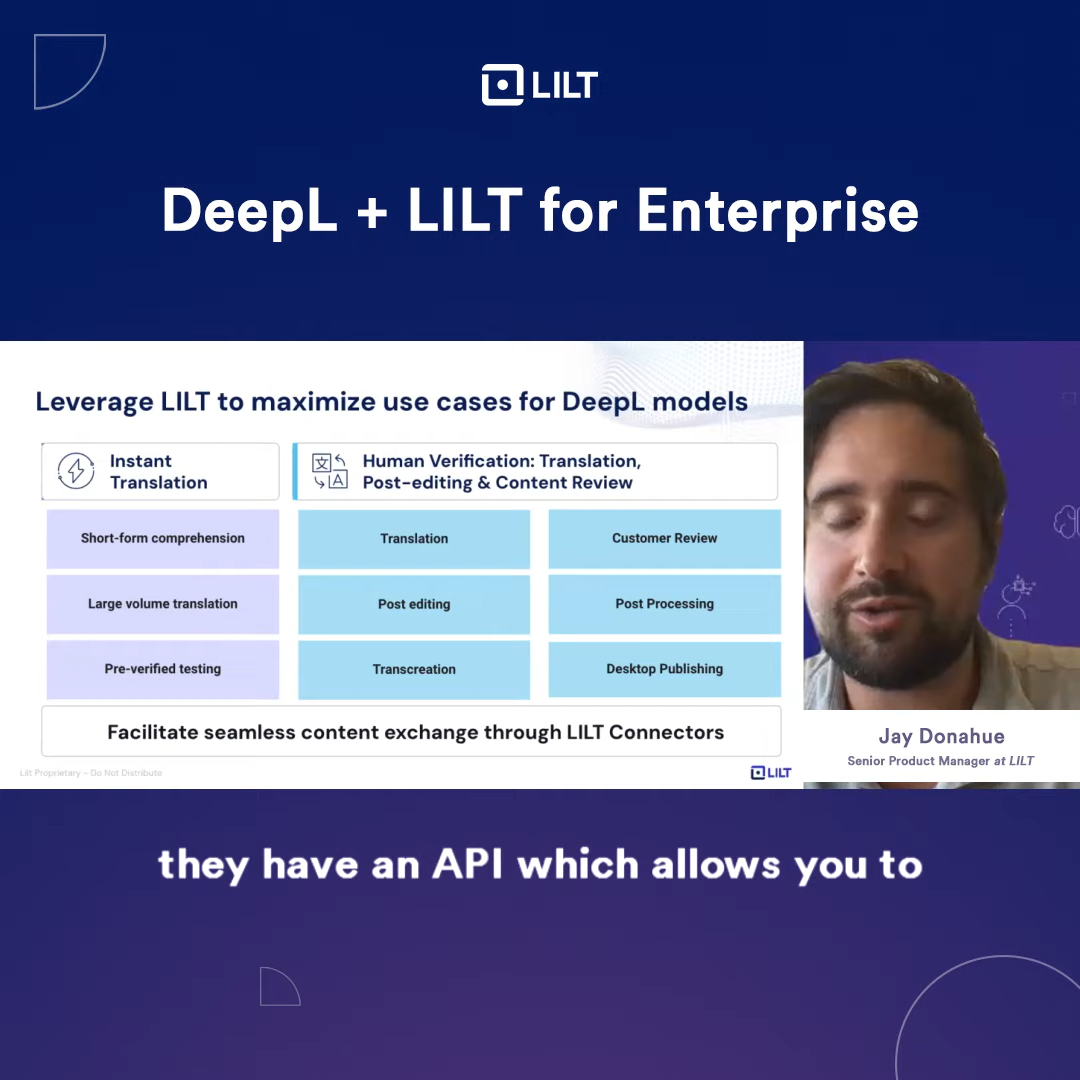 LILT
DeepL + LILT for Enterprise
Leverage LILT to maximize use cases for DeepL models
Instant
Translation
文
A
Human Verification: Translation,
Post-editing & Content Review
Short-form comprehension
Translation
Customer Review
Large volume translation
Post editing
Post Processing
Pre-verified testing
Transcreation
Desktop Publishing
Facilitate seamless content exchange through LILT Connectors
Lilt Proprietary – Do Not Distribute
LILT
Jay Donahue
Senior Product Manager at LILT
they have an API which allows you to